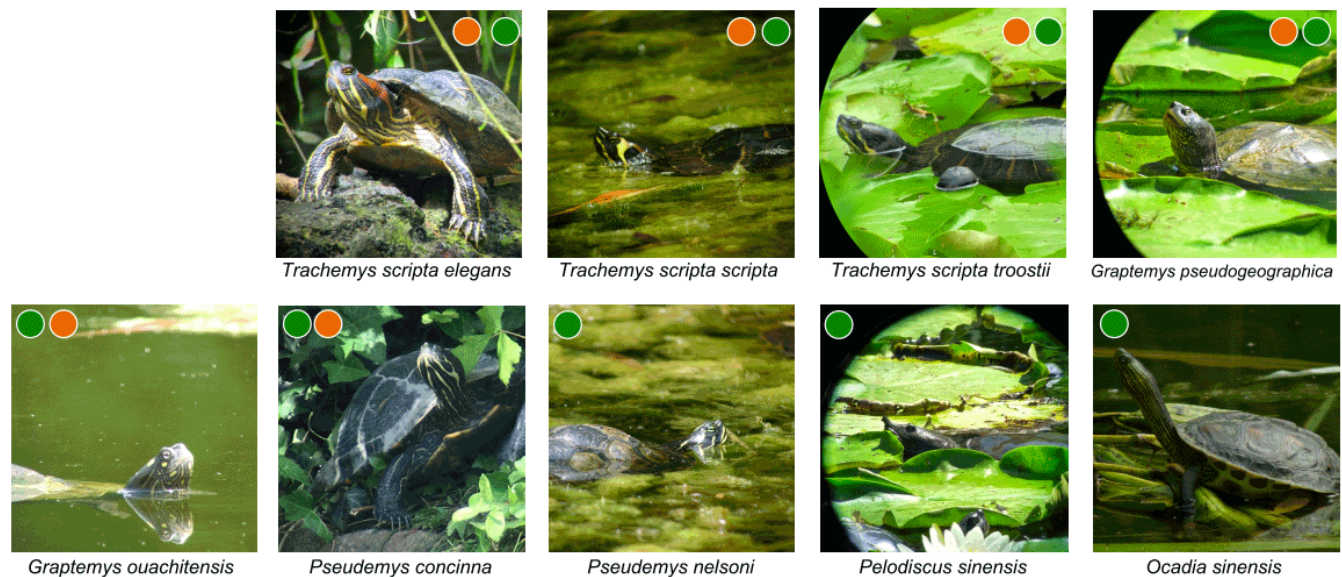 Trachemys scripta elegans
Trachemys scripta scripta
Trachemys scripta troostii
Graptemys pseudogeographica
Graptemys ouachitensis
Pseudemys concinna
Pseudemys nelsoni
Pelodiscus sinensis
Ocadia sinensis